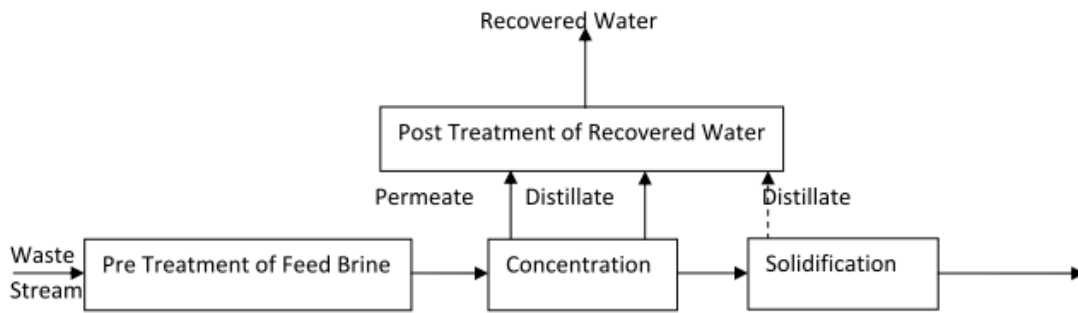 Recovered Water
Post Treatment of Recovered Water
Permeate
Distillate
Distillate
Waste
Stream
Pre Treatment of Feed Brine
Concentration
Solidification